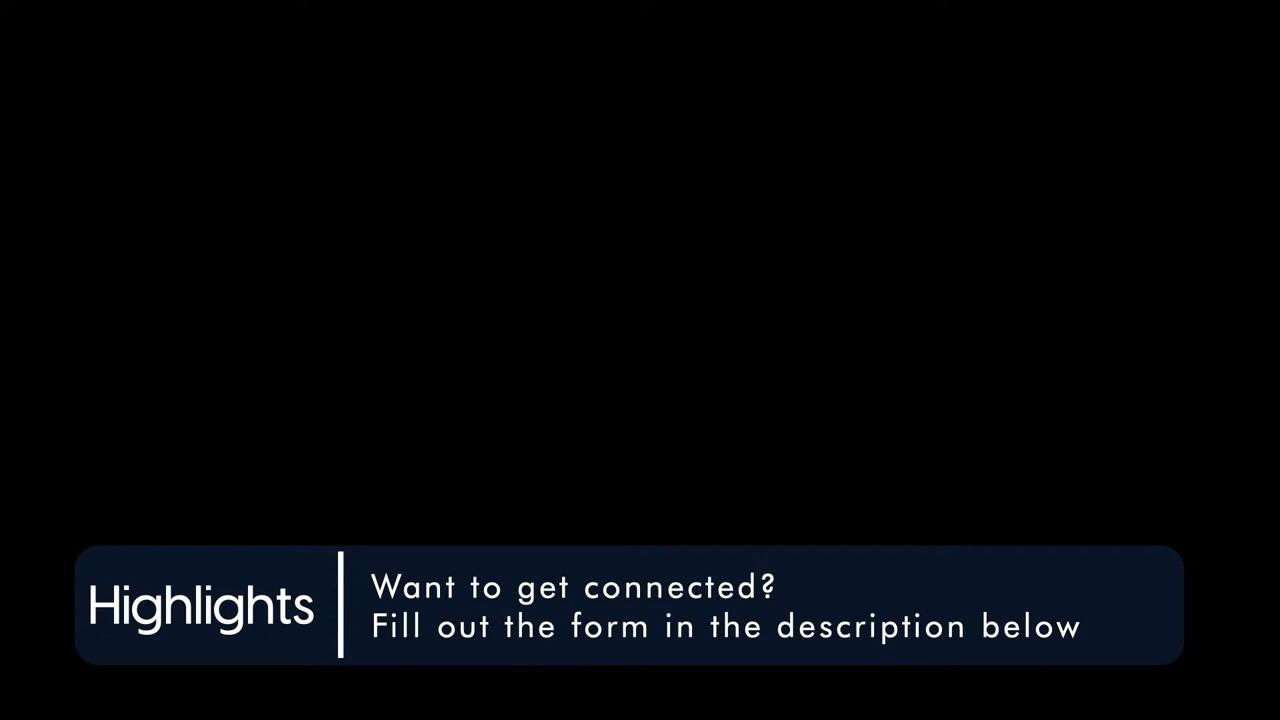 Highlights
Want to get connected?
Fill out the form in the description below